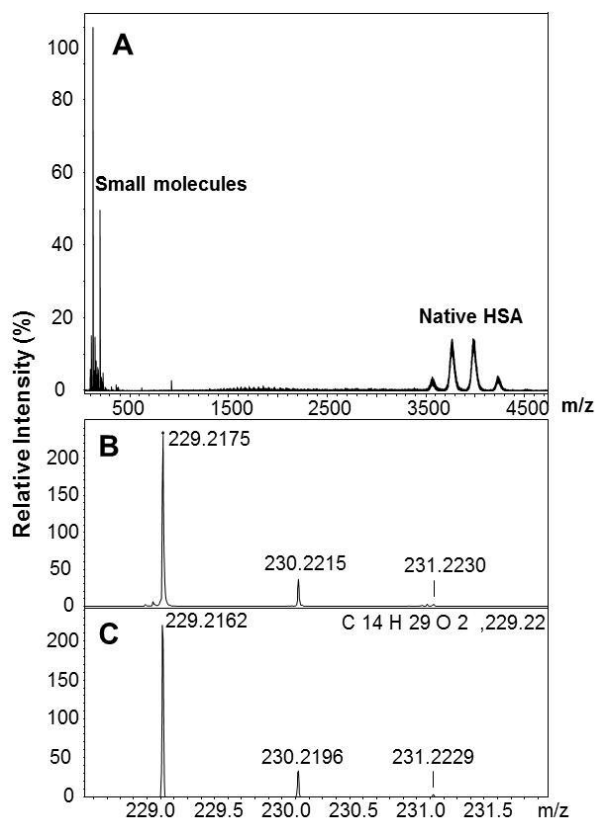 A
100
80
60
40
20
0
Small molecules
Native HSA
500 1500 2500 3500 4500 m/z
Relative Intensity (%)
B
200
150
100
50
0
229.2175
230.2215
231.2230
C
200
150
100
50
0
229.2162
C 14 H 29 O 2 ,229.22
230.2196
231.2229
229.0 229.5 230.0 230.5 231.0 231.5 m/z